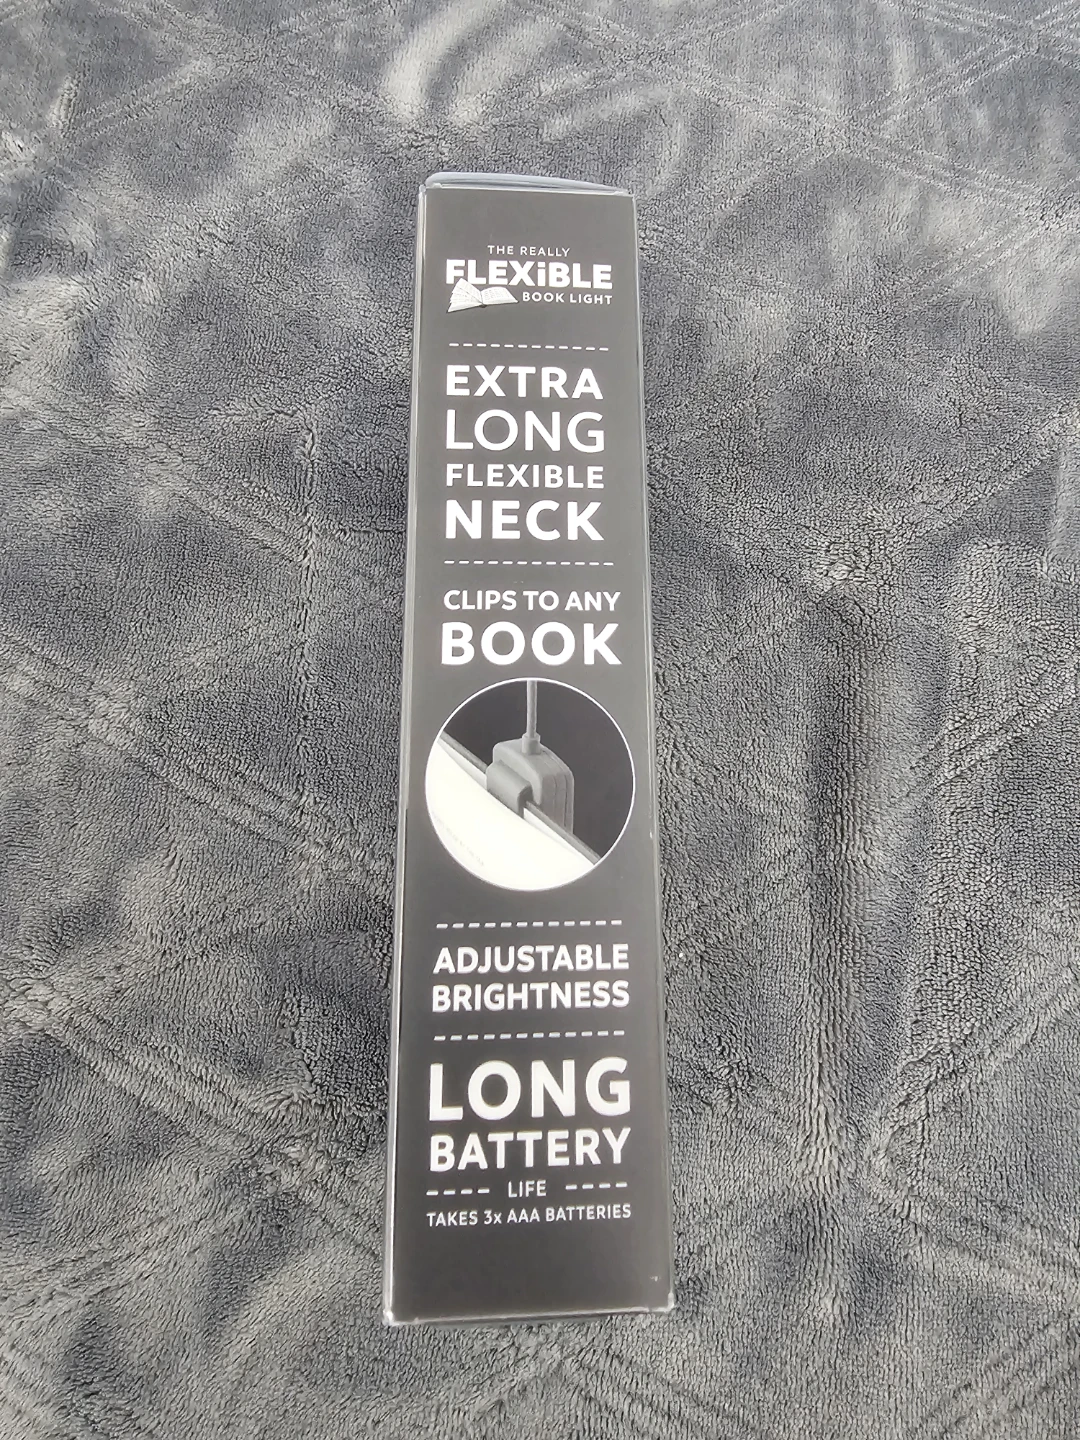 THE REALLY
FLEXiBLE
BOOK LIGHT
EXTRA
LONG
FLEXIBLE
NECK
CLIPS TO ANY
BOOK
ADJUSTABLE
BRIGHTNESS
LONG
BATTERY
LIFE
TAKES 3x AAA BATTERIES